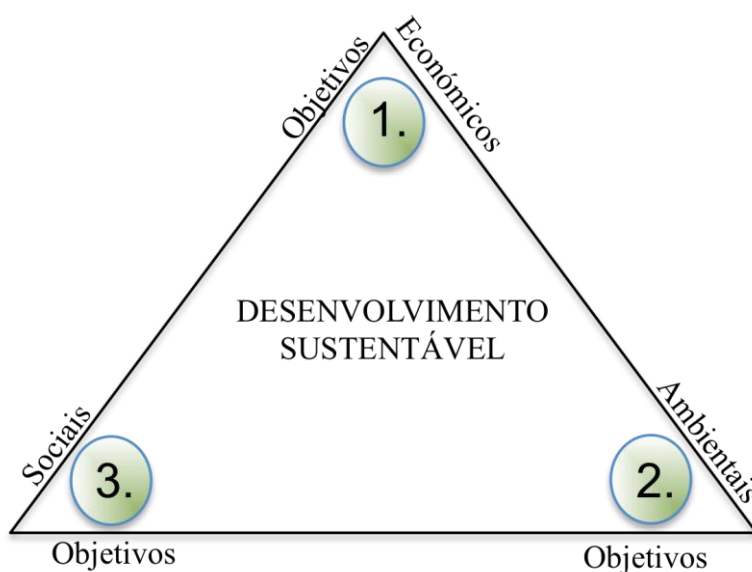 Objetivos Económicos
1.
DESENVOLVIMENTO
SUSTENTÁVEL
Sociais
Ambientais
3.
2.
Objetivos
Objetivos